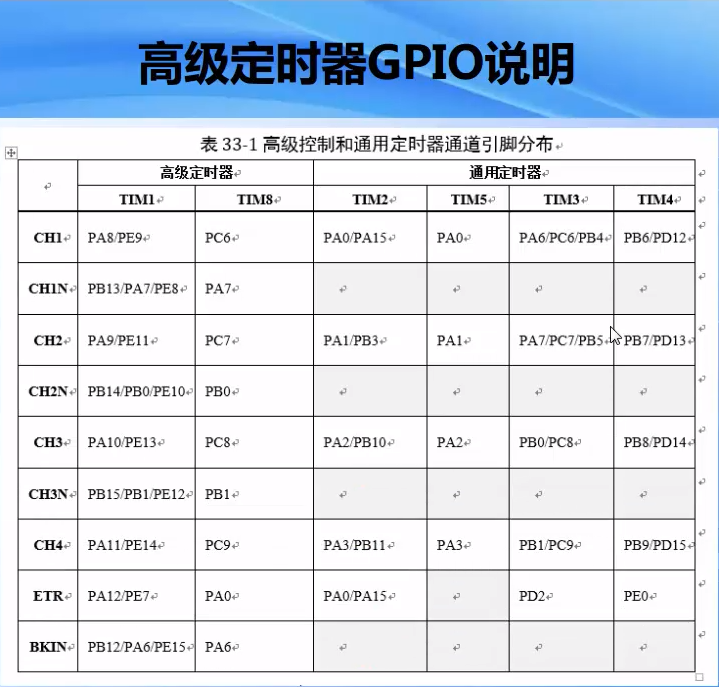 高级定时器GPIO说明
表 33-1 高级控制和通用定时器通道引脚分布
高级定时器 通用定时器
TIM1 TIM8 TIM2 TIM5 TIM3 TIM4
CH1 PA8/PE9 PC6 PA0/PA15 PA0 PA6/PC6/PB4 PB6/PD12
CH1N PB13/PA7/PE8 PA7
CH2 PA9/PE11 PC7 PA1/PB3 PA1 PA7/PC7/PB5 PB7/PD13
CH2N PB14/PB0/PE10 PB0
CH3 PA10/PE13 PC8 PA2/PB10 PA2 PB0/PC8 PB8/PD14
CH3N PB15/PB1/PE12 PB1
CH4 PA11/PE14 PC9 PA3/PB11 PA3 PB1/PC9 PB9/PD15
ETR PA12/PE7 PA0 PA0/PA15 PD2 PE0
BKIN PB12/PA6/PE15 PA6